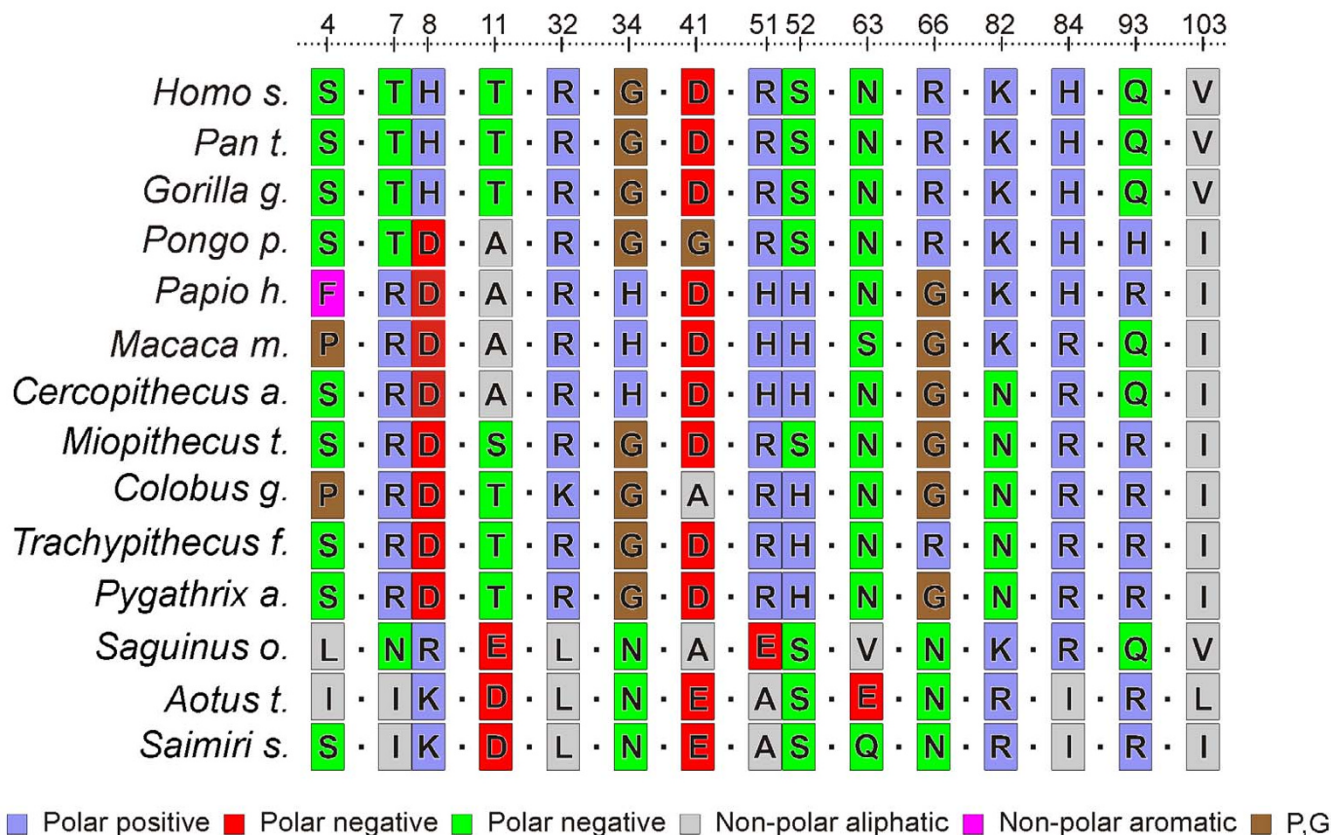 4 7 8 11 32 34 41 51 52 63 66 82 84 93 103
Homo s. S · T H · T · R · G · D · R S · N · R · K · H · Q · V
Pan t. S · T H · T · R · G · D · R S · N · R · K · H · Q · V
Gorilla g. S · T H · T · R · G · D · R S · N · R · K · H · Q · V
Pongo p. S · T D · A · R · G · G · R S · N · R · K · H · H · I
Papio h. F · R D · A · R · H · D · H H · N · G · K · H · R · I
Macaca m. P · R D · A · R · H · D · H H · S · G · K · R · Q · I
Cercopithecus a. S · R D · A · R · H · D · H H · N · G · N · R · Q · I
Miopithecus t. S · R D · S · R · G · D · R S · N · G · N · R · R · I
Colobus g. P · R D · T · K · G · A · R H · N · G · N · R · R · I
Trachypithecus f. S · R D · T · R · G · D · R H · N · R · N · R · R · I
Pygathrix a. S · R D · T · R · G · D · R H · N · G · N · R · R · I
Saguinus o. L · N R · E · L · N · A · E S · V · N · K · R · Q · V
Aotus t. I · I K · D · L · N · E · A S · E · N · R · I · R · L
Saimiri s. S · I K · D · L · N · E · A S · Q · N · R · I · R · I
Polar positive Polar negative Polar negative Non-polar aliphatic Non-polar aromatic P,G